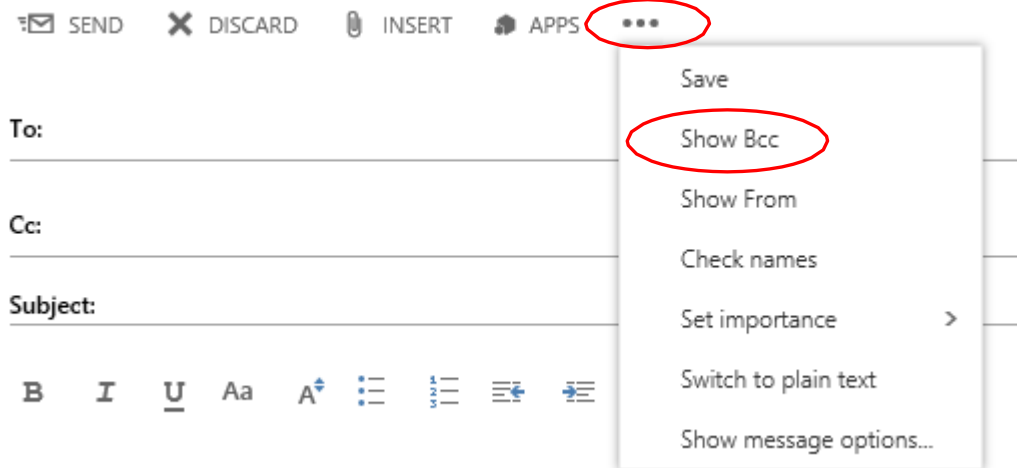 SEND DISCARD INSERT APPS •••
Save
To:
Show Bcc
Show From
Cc:
Check names
Subject:
Set importance >
B I U Aa A
Switch to plain text
Show message options...